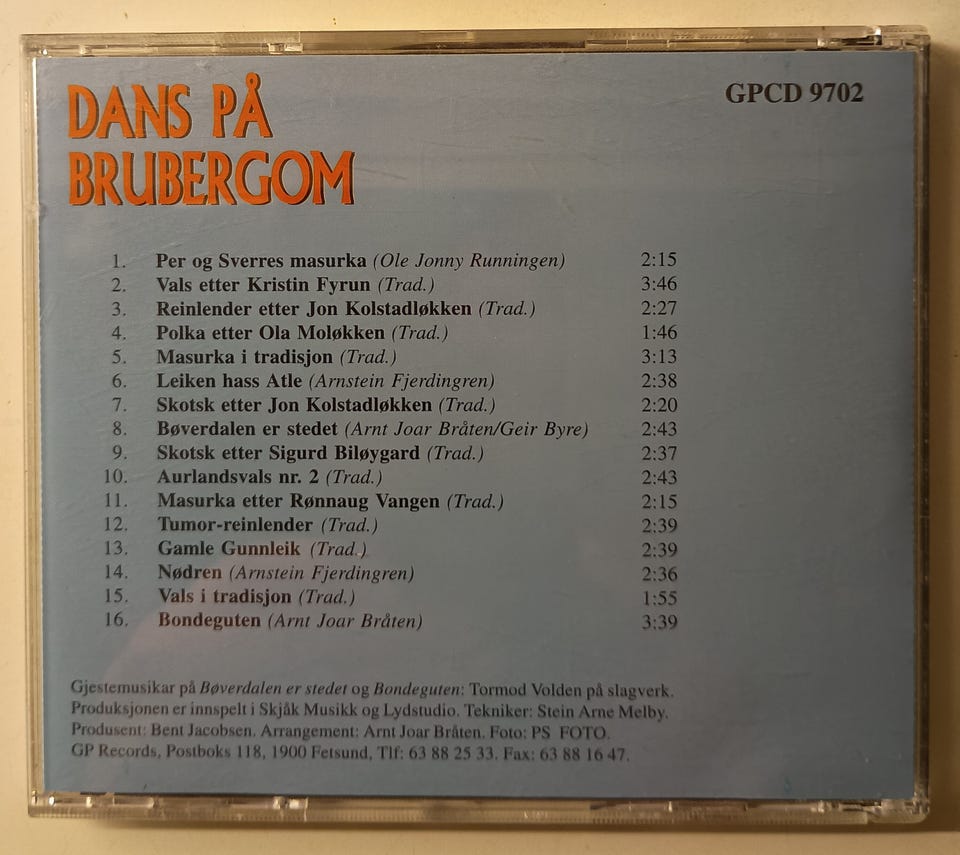 DANS PÅ
BRUBERGOM
GPCD 9702
1. Per og Sverres masurka (Ole Jonny Runningen) 2:15
2. Vals etter Kristin Fyrun (Trad.) 3:46
3. Reinlender etter Jon Kolstadløkken (Trad.) 2:27
4. Polka etter Ola Moløkken (Trad.) 1:46
5. Masurka i tradisjon (Trad.) 3:13
6. Leiken hass Atle (Arnstein Fjerdingren) 2:38
7. Skotsk etter Jon Kolstadløkken (Trad.) 2:20
8. Bøverdalen er stedet (Arnt Joar Bråten/Geir Byre) 2:43
9. Skotsk etter Sigurd Biløygard (Trad.) 2:37
10. Aurlandsvals nr. 2 (Trad.) 2:43
11. Masurka etter Rønnaug Vangen (Trad.) 2:15
12. Tumor-reinlender (Trad.) 2:39
13. Gamle Gunnleik (Trad.) 2:39
14. Nødren (Arnstein Fjerdingren) 2:36
15. Vals i tradisjon (Trad.) 1:55
16. Bondeguten (Arnt Joar Bråten) 3:39
Gjestemusikar på Bøverdalen er stedet og Bondeguten: Tormod Volden på slagverk.
Produksjonen er innspelt i Skjåk Musikk og Lydstudio. Tekniker: Stein Arne Melby.
Produsent: Bent Jacobsen. Arrangement: Arnt Joar Bråten. Foto: PS FOTO.
GP Records, Postboks 118, 1900 Fetsund, Tlf: 63 88 25 33. Fax: 63 88 16 47.